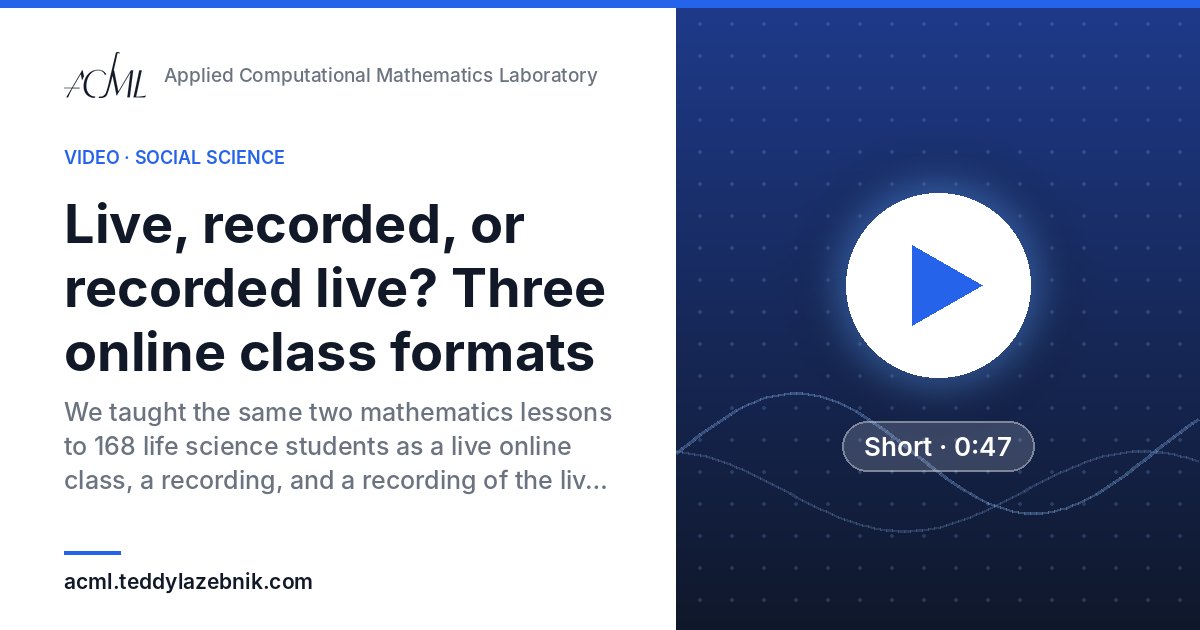 ACML
Applied Computational Mathematics Laboratory
VIDEO · SOCIAL SCIENCE
Live, recorded, or
recorded live? Three
online class formats
We taught the same two mathematics lessons
to 168 life science students as a live online
class, a recording, and a recording of the liv...
acml.teddylazebnik.com
Short · 0:47